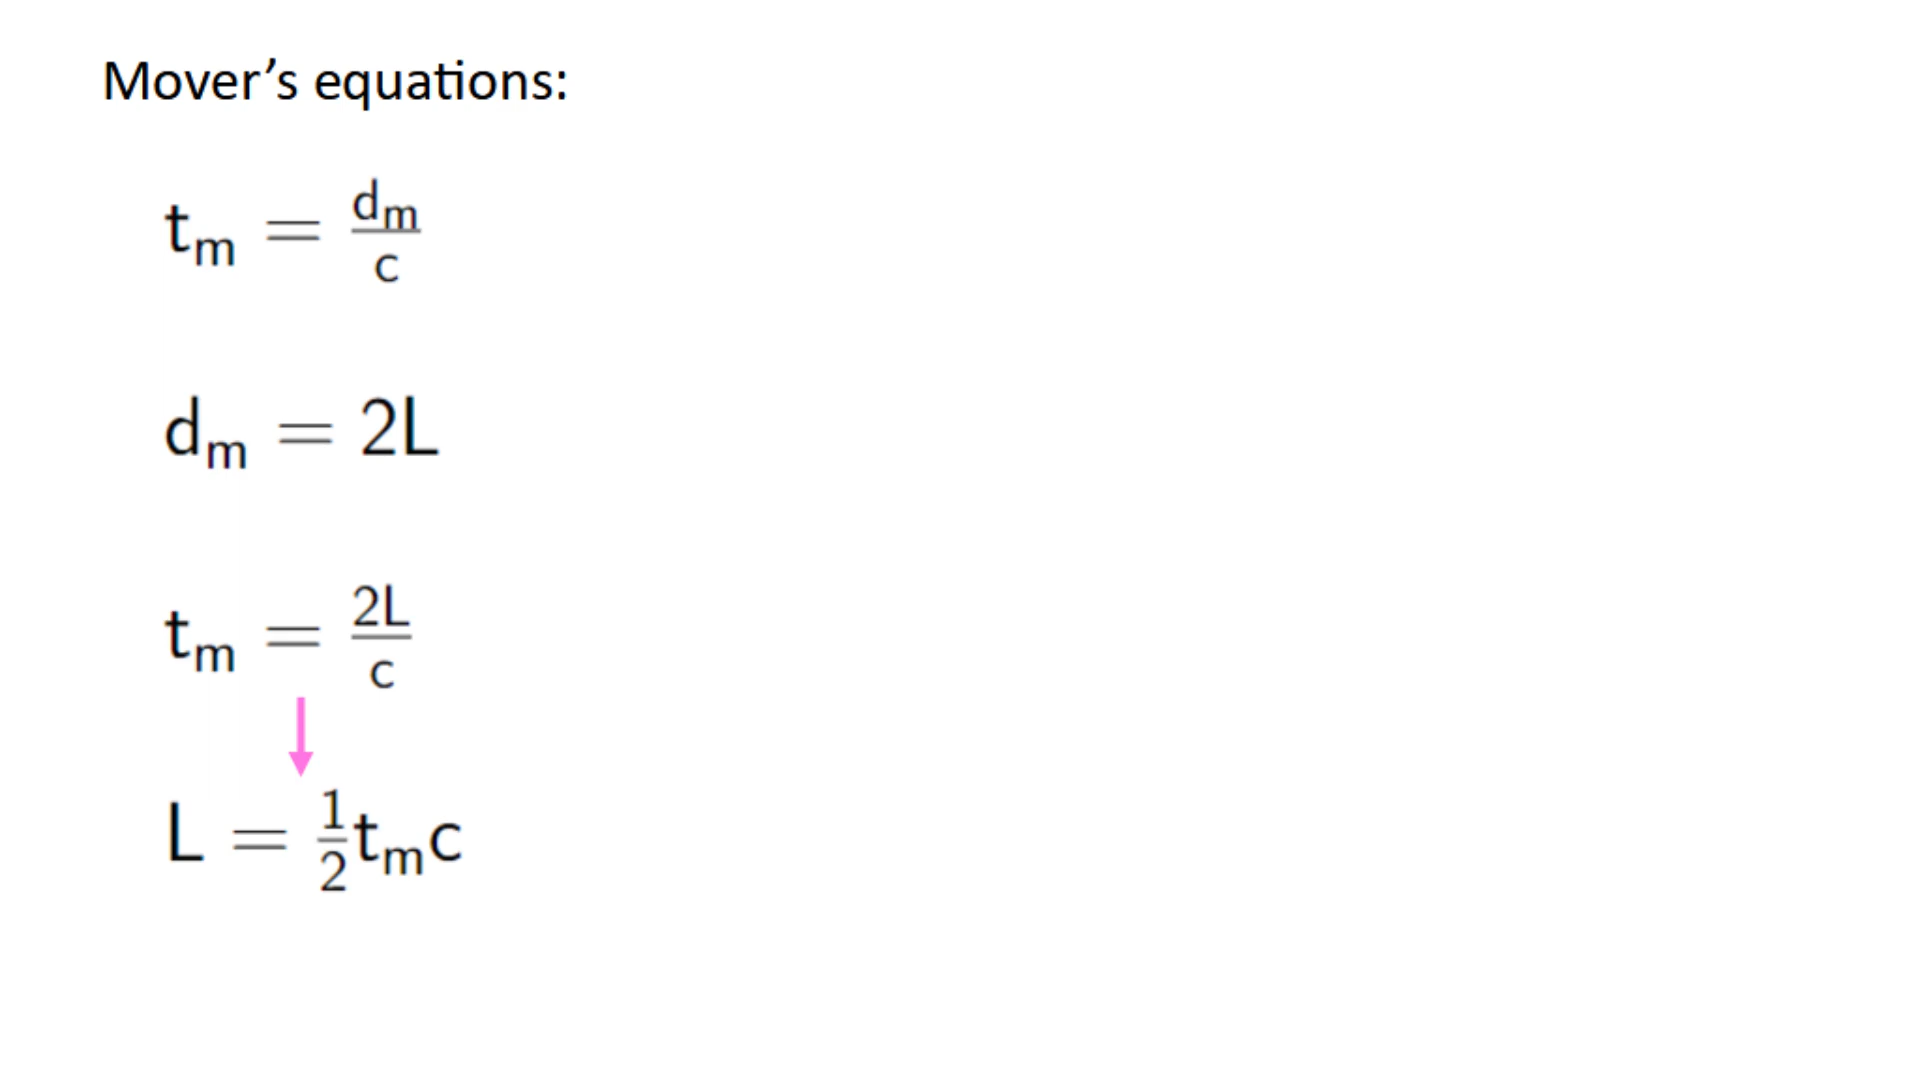 Mover’s equations:
t_m = d_m/c
d_m = 2L
t_m = 2L/c
L = 1/2 t_m c